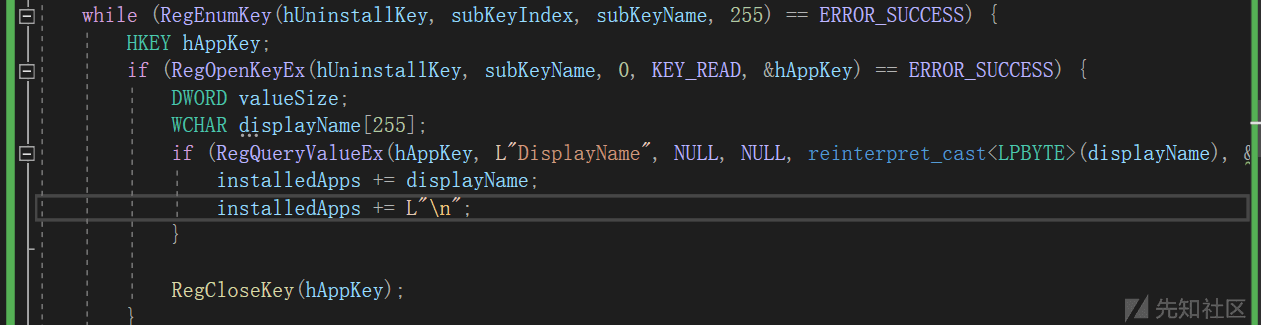 while (RegEnumKey(hUninstallKey, subKeyIndex, subKeyName, 255) == ERROR_SUCCESS) {
HKEY hAppKey;
if (RegOpenKeyEx(hUninstallKey, subKeyName, 0, KEY_READ, &hAppKey) == ERROR_SUCCESS) {
DWORD valueSize;
WCHAR displayName[255];
if (RegQueryValueEx(hAppKey, L"DisplayName", NULL, NULL, reinterpret_cast<LPBYTE>(displayName), &
installedApps += displayName;
installedApps += L"\n";
}
RegCloseKey(hAppKey);
}
先知社区